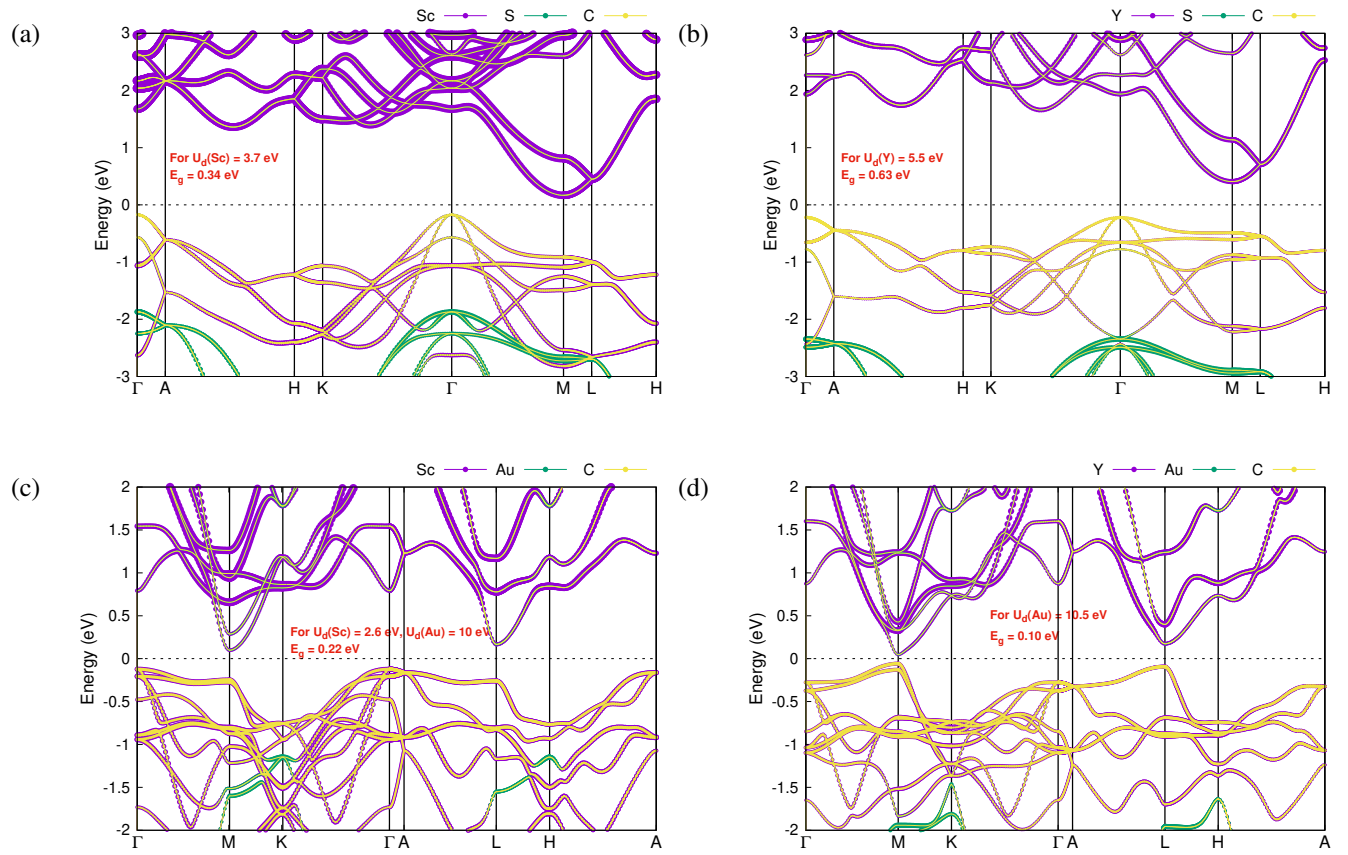 (a)
Sc S C
3
2
1
0
-1
-2
-3
Energy (eV)
For U_d(Sc) = 3.7 eV
E_g = 0.34 eV
Γ A H K Γ M L H
(b)
Y S C
3
2
1
0
-1
-2
-3
Energy (eV)
For U_d(Y) = 5.5 eV
E_g = 0.63 eV
Γ A H K Γ M L H
(c)
Sc Au C
2
1.5
1
0.5
0
-0.5
-1
-1.5
-2
Energy (eV)
For U_d(Sc) = 2.6 eV, U_d(Au) = 10 eV
E_g = 0.22 eV
Γ M K Γ A L H A
(d)
Y Au C
2
1.5
1
0.5
0
-0.5
-1
-1.5
-2
Energy (eV)
For U_d(Au) = 10.5 eV
E_g = 0.10 eV
Γ M K Γ A L H A